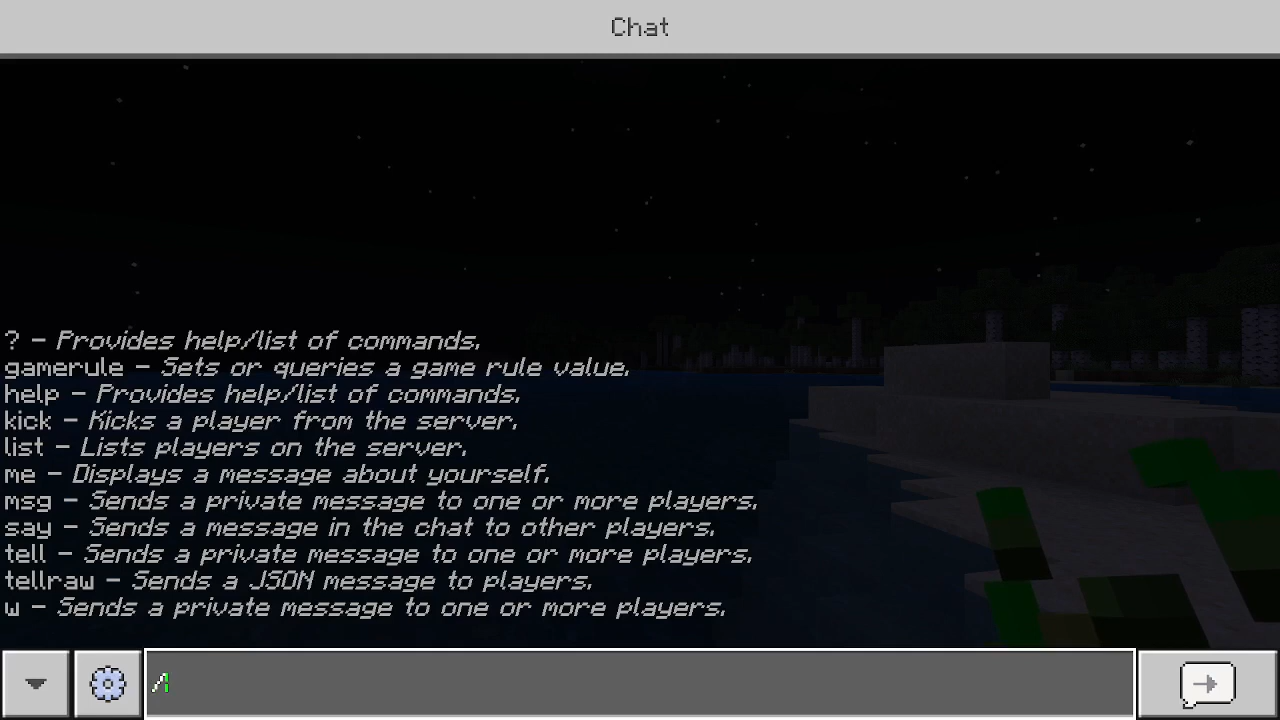 Chat
? - Provides help/list of commands.
gamerule - Sets or queries a game rule value.
help - Provides help/list of commands.
kick - Kicks a player from the server.
list - Lists players on the server.
me - Displays a message about yourself.
msg - Sends a private message to one or more players.
say - Sends a message in the chat to other players.
tell - Sends a private message to one or more players.
tellraw - Sends a JSON message to players.
w - Sends a private message to one or more players.
/